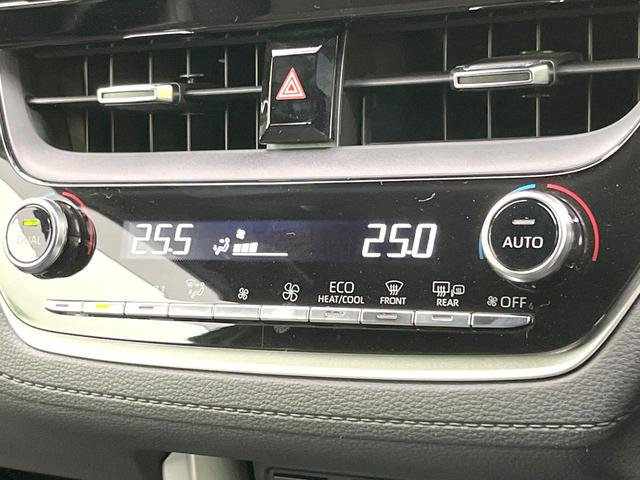 25.5 25.0
DUAL
AUTO
ECO
HEAT/COOL
FRONT
REAR
OFF